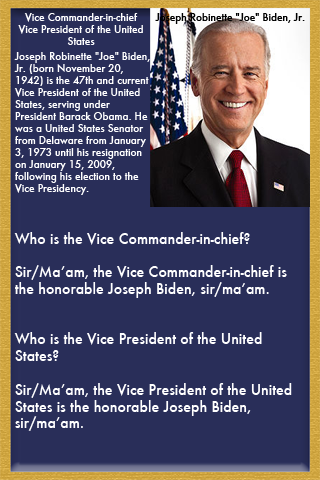 Vice Commander-in-chief
Vice President of the United
States
Joseph Robinette "Joe" Biden, Jr.
Joseph Robinette "Joe" Biden,
Jr. (born November 20,
1942) is the 47th and current
Vice President of the United
States, serving under
President Barack Obama. He
was a United States Senator
from Delaware from January
3, 1973 until his resignation
on January 15, 2009,
following his election to the
Vice Presidency.
Who is the Vice Commander-in-chief?
Sir/Ma’am, the Vice Commander-in-chief is
the honorable Joseph Biden, sir/ma’am.
Who is the Vice President of the United
States?
Sir/Ma’am, the Vice President of the United
States is the honorable Joseph Biden,
sir/ma’am.